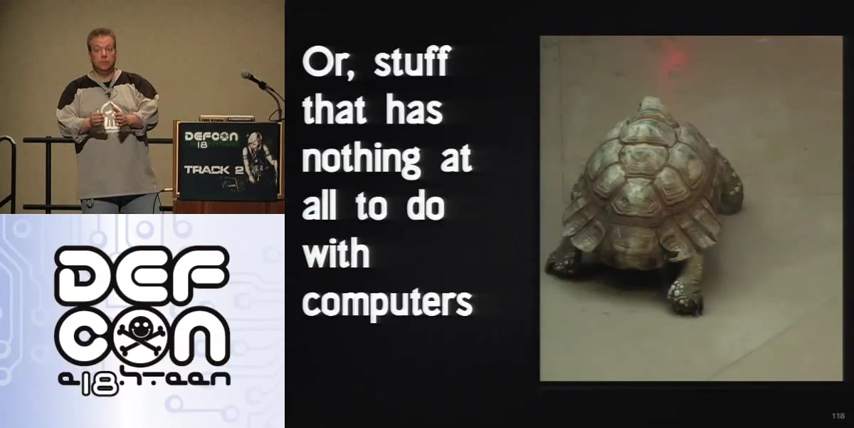 Or, stuff
that has
nothing at
all to do
with
computers
DEFCON
18
TRACK 2
DEF
CON
e18hteen
118